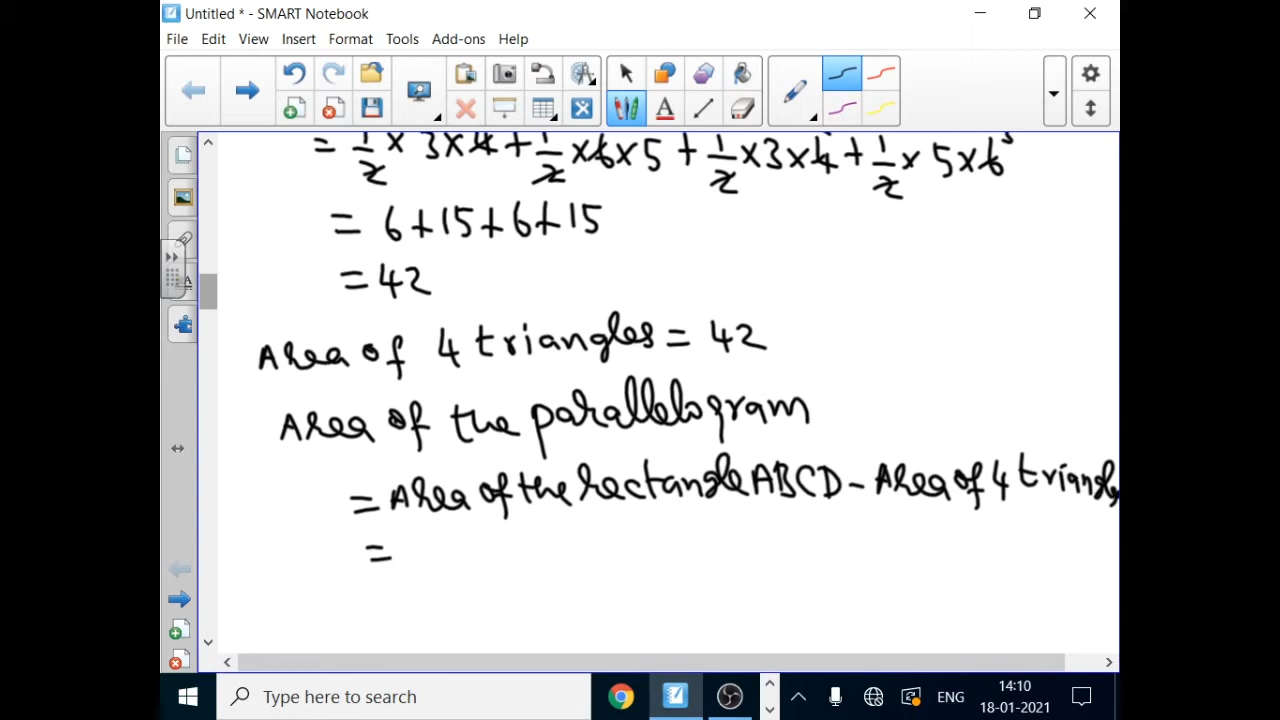 Untitled * - SMART Notebook
File Edit View Insert Format Tools Add-ons Help
= 1/2 × 3 × 4 + 1/2 × 6 × 5 + 1/2 × 3 × 4 + 1/2 × 5 × 6 3
= 6+15+6+15
= 42
Area of 4 triangles = 42
Area of the parallelogram
= Area of the rectangle ABCD - Area of 4 triangles
=
Type here to search
ENG
14:10
18-01-2021